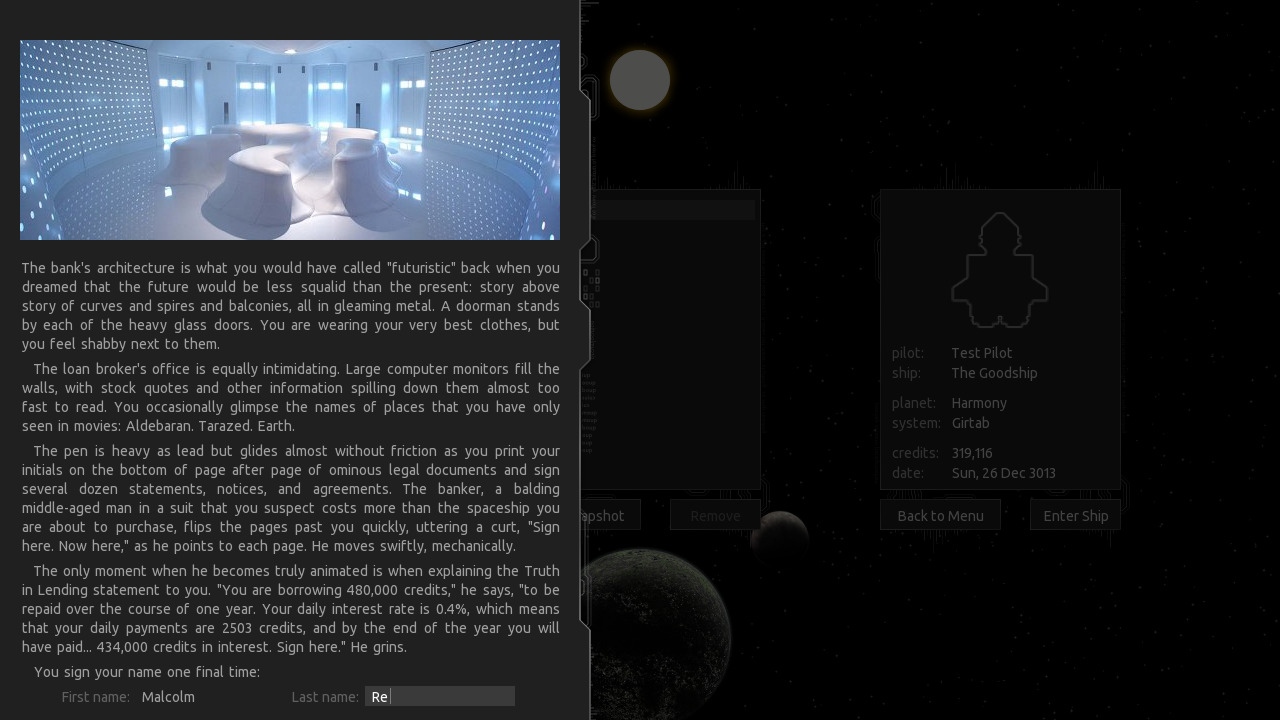 The bank's architecture is what you would have called "futuristic" back when you
dreamed that the future would be less squalid than the present: story above
story of curves and spires and balconies, all in gleaming metal. A doorman stands
by each of the heavy glass doors. You are wearing your very best clothes, but
you feel shabby next to them.
The loan broker's office is equally intimidating. Large computer monitors fill the
walls, with stock quotes and other information spilling down them almost too
fast to read. You occasionally glimpse the names of places that you have only
seen in movies: Aldebaran. Tarazed. Earth.
The pen is heavy as lead but glides almost without friction as you print your
initials on the bottom of page after page of ominous legal documents and sign
several dozen statements, notices, and agreements. The banker, a balding
middle-aged man in a suit that you suspect costs more than the spaceship you
are about to purchase, flips the pages past you quickly, uttering a curt, "Sign
here. Now here," as he points to each page. He moves swiftly, mechanically.
The only moment when he becomes truly animated is when explaining the Truth
in Lending statement to you. "You are borrowing 480,000 credits," he says, "to be
repaid over the course of one year. Your daily interest rate is 0.4%, which means
that your daily payments are 2503 credits, and by the end of the year you will
have paid... 434,000 credits in interest. Sign here." He grins.
You sign your name one final time:
First name: Malcolm Last name: Re
pilot: Test Pilot
ship: The Goodship
planet: Harmony
system: Girtab
credits: 319,116
date: Sun, 26 Dec 3013
apshot Remove Back to Menu Enter Ship